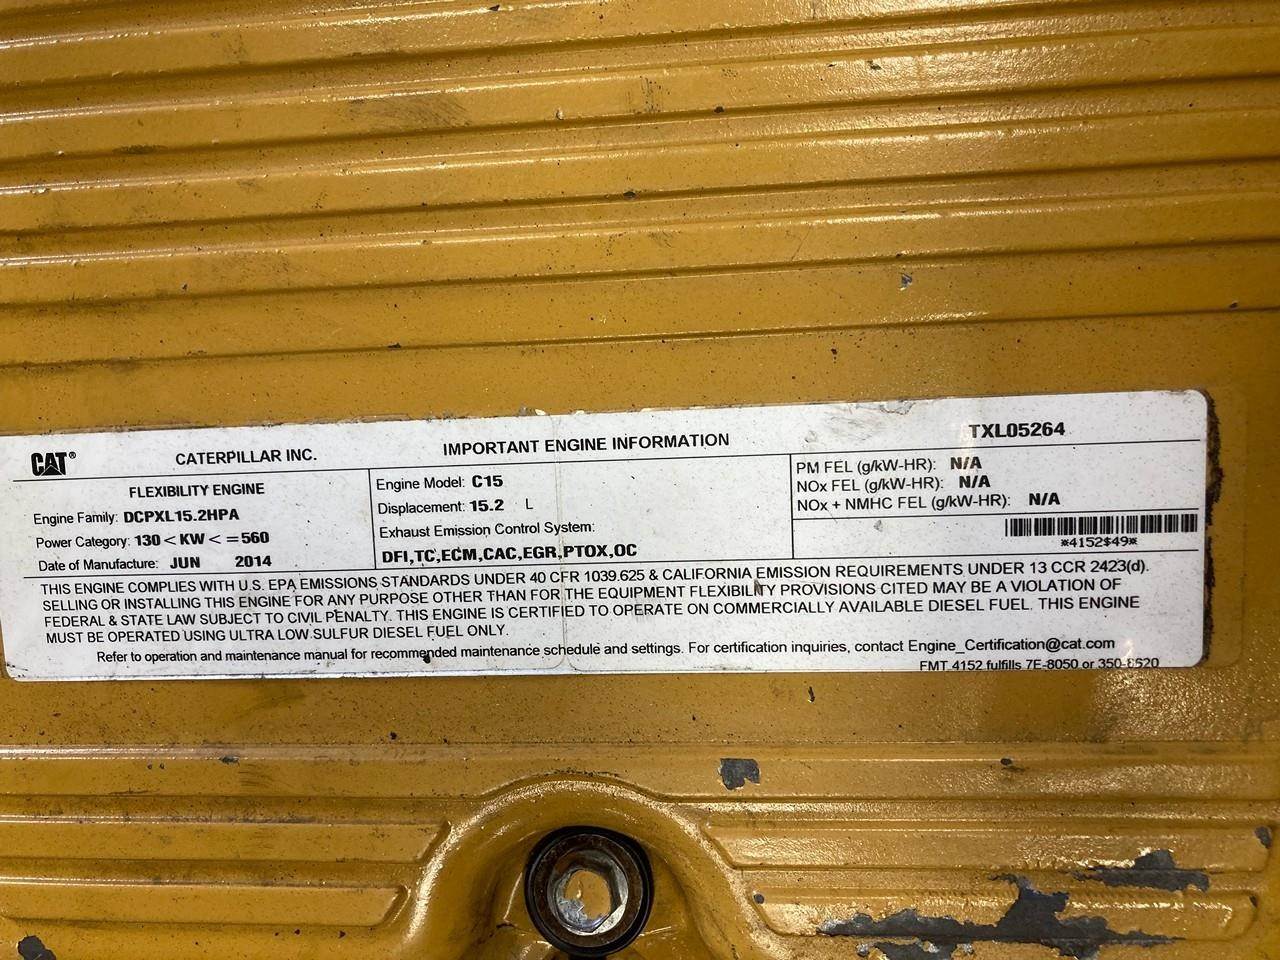 CAT® CATERPILLAR INC. IMPORTANT ENGINE INFORMATION TXL05264
FLEXIBILITY ENGINE
Engine Family: DCPXL15.2HPA
Power Category: 130 < KW < = 560
Date of Manufacture: JUN 2014
Engine Model: C15
Displacement: 15.2 L
Exhaust Emission Control System:
DFI,TC,ECM,CAC,EGR,PTOX,OC
PM FEL (g/kW-HR): N/A
NOx FEL (g/kW-HR): N/A
NOx + NMHC FEL (g/kW-HR): N/A
*4152$49*
THIS ENGINE COMPLIES WITH U.S. EPA EMISSIONS STANDARDS UNDER 40 CFR 1039.625 & CALIFORNIA EMISSION REQUIREMENTS UNDER 13 CCR 2423(d).
SELLING OR INSTALLING THIS ENGINE FOR ANY PURPOSE OTHER THAN FOR THE EQUIPMENT FLEXIBILITY PROVISIONS CITED MAY BE A VIOLATION OF
FEDERAL & STATE LAW SUBJECT TO CIVIL PENALTY. THIS ENGINE IS CERTIFIED TO OPERATE ON COMMERCIALLY AVAILABLE DIESEL FUEL. THIS ENGINE
MUST BE OPERATED USING ULTRA LOW SULFUR DIESEL FUEL ONLY.
Refer to operation and maintenance manual for recommended maintenance schedule and settings. For certification inquiries, contact Engine_Certification@cat.com
FMT 4152 fulfills 7E-8050 or 350-8520